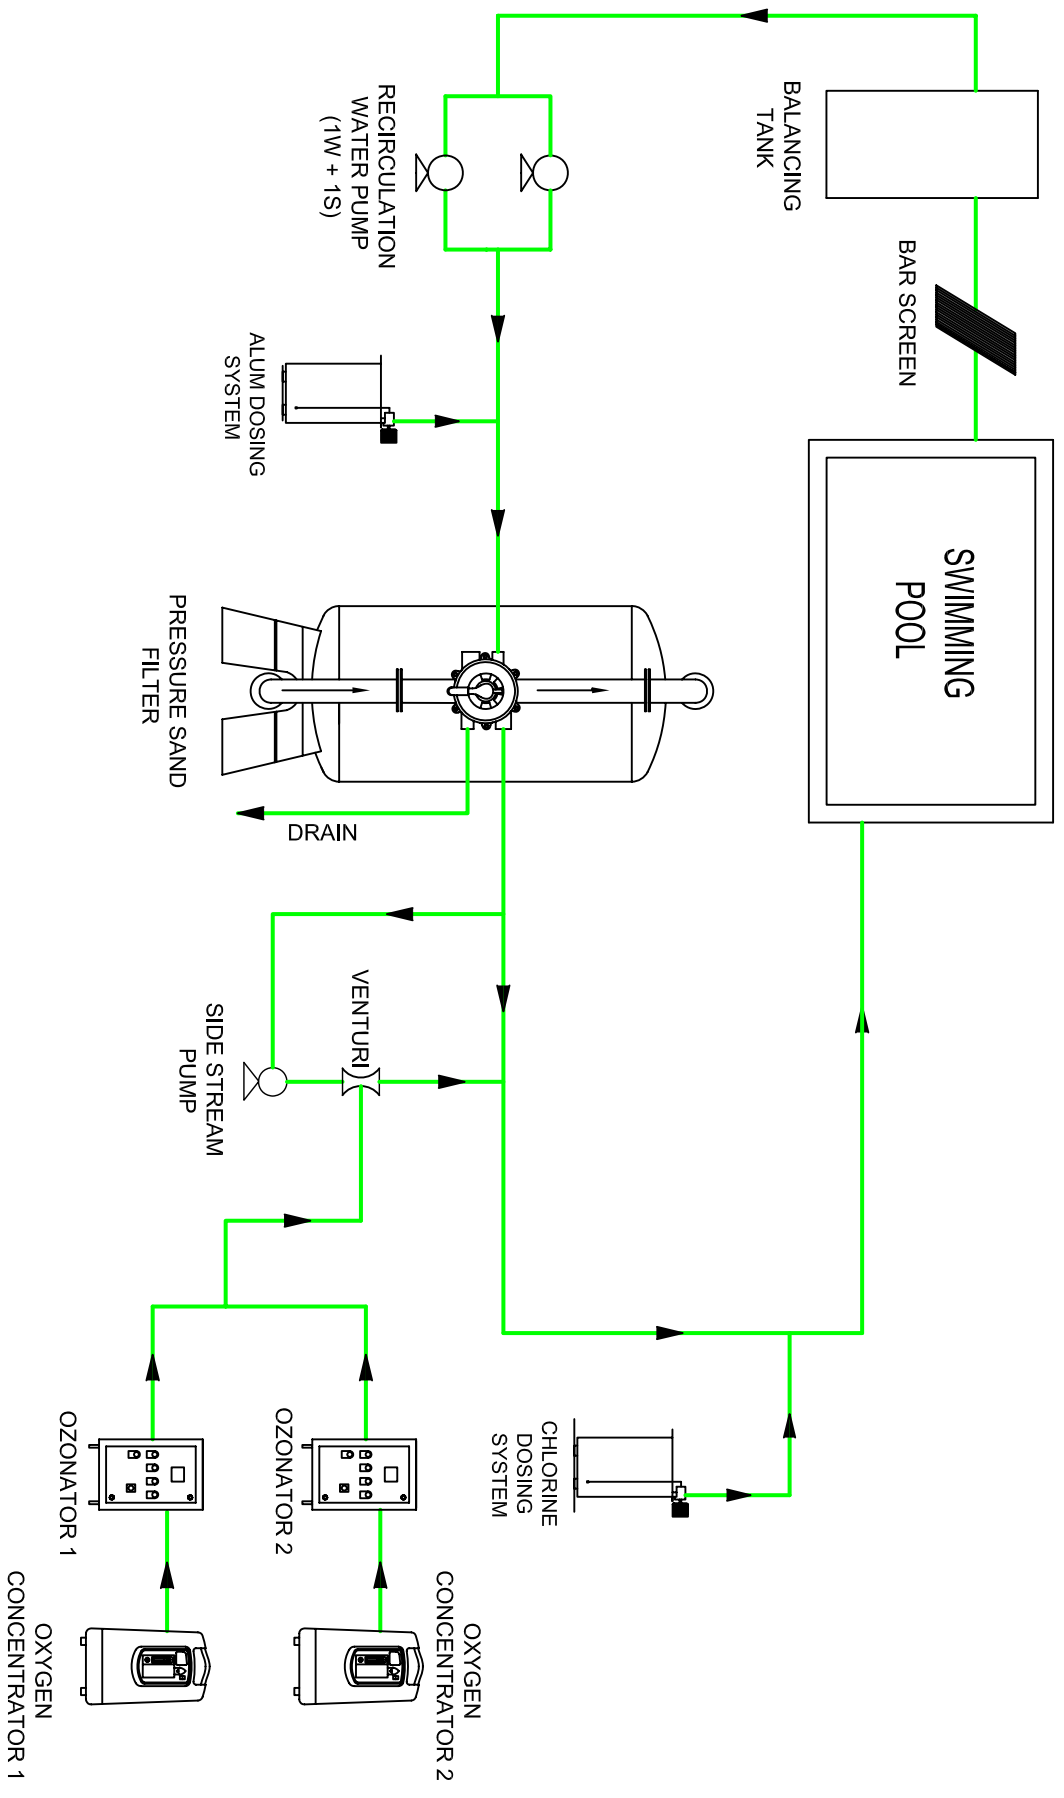 BALANCING
TANK
BAR SCREEN
SWIMMING
POOL
RECIRCULATION
WATER PUMP
(1W + 1S)
ALUM DOSING
SYSTEM
PRESSURE SAND
FILTER
DRAIN
VENTURI
SIDE STREAM
PUMP
CHLORINE
DOSING
SYSTEM
OZONATOR 2
OZONATOR 1
OXYGEN
CONCENTRATOR 2
OXYGEN
CONCENTRATOR 1